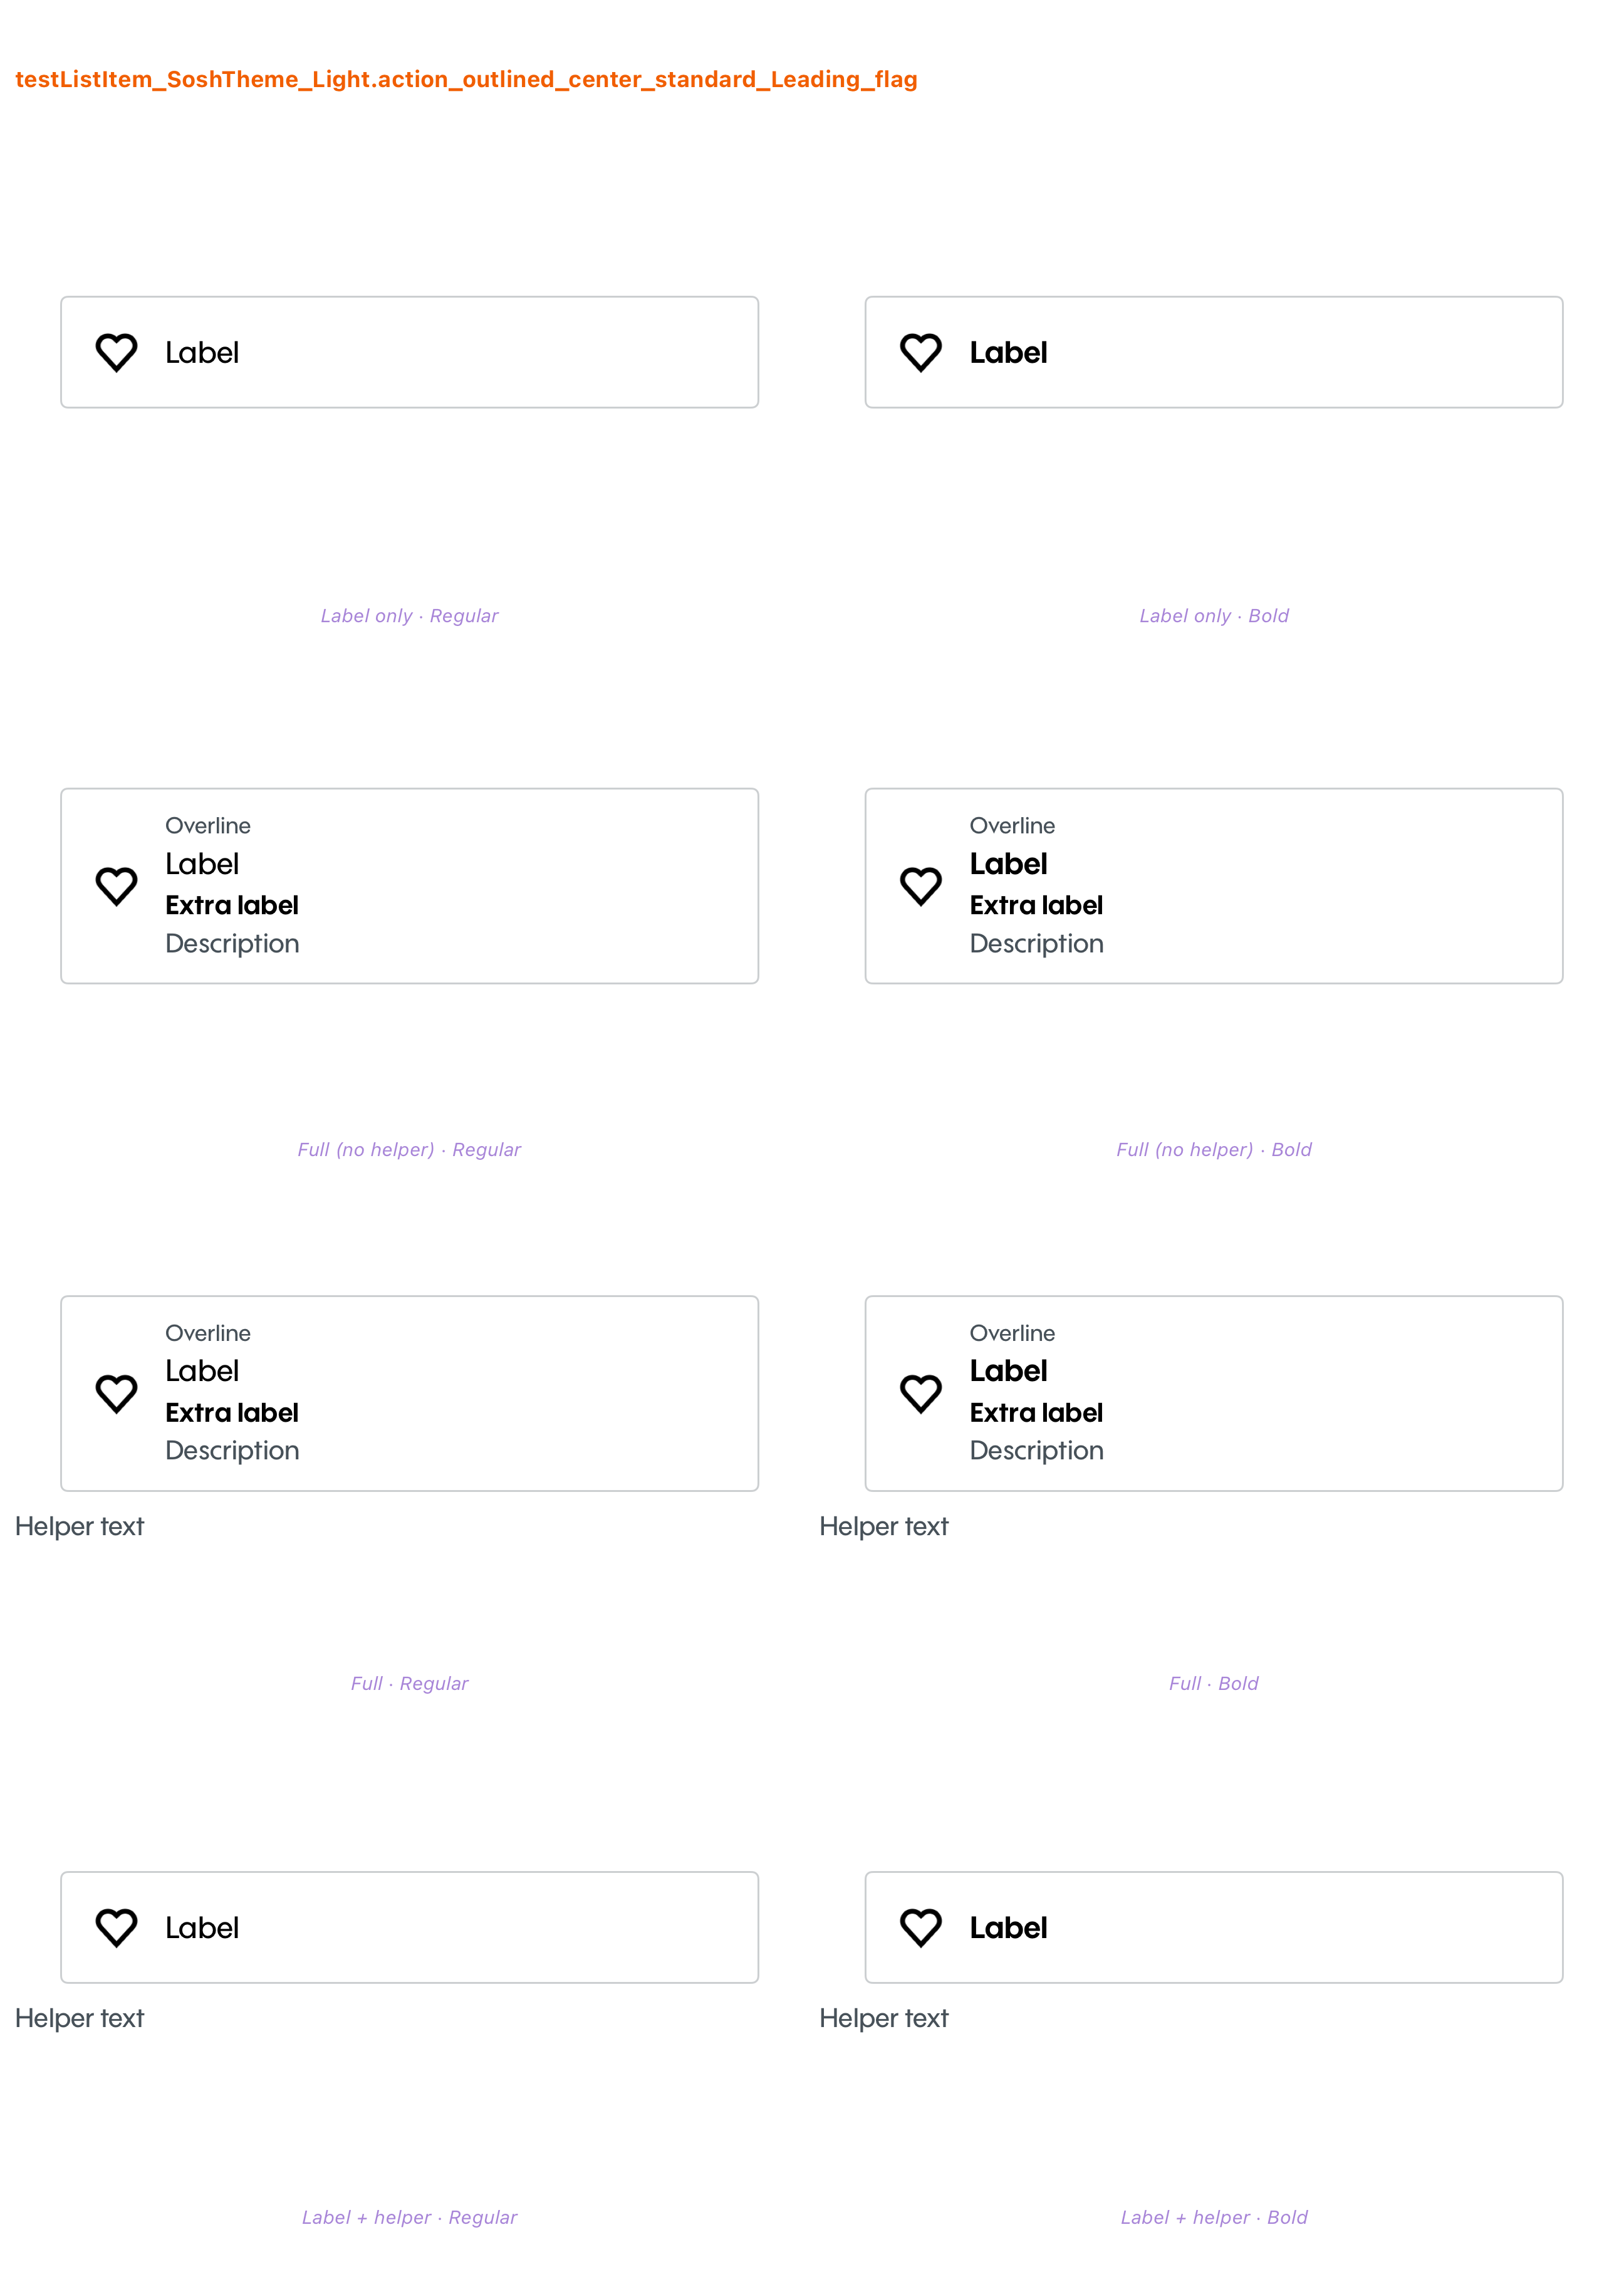 testListItem_SoshTheme_Light.action_outlined_center_standard_Leading_flag
Label
Label
Label only · Regular
Label only · Bold
Overline
Label
Extra label
Description
Overline
Label
Extra label
Description
Full (no helper) · Regular
Full (no helper) · Bold
Overline
Label
Extra label
Description
Helper text
Overline
Label
Extra label
Description
Helper text
Full · Regular
Full · Bold
Label
Helper text
Label
Helper text
Label + helper · Regular
Label + helper · Bold